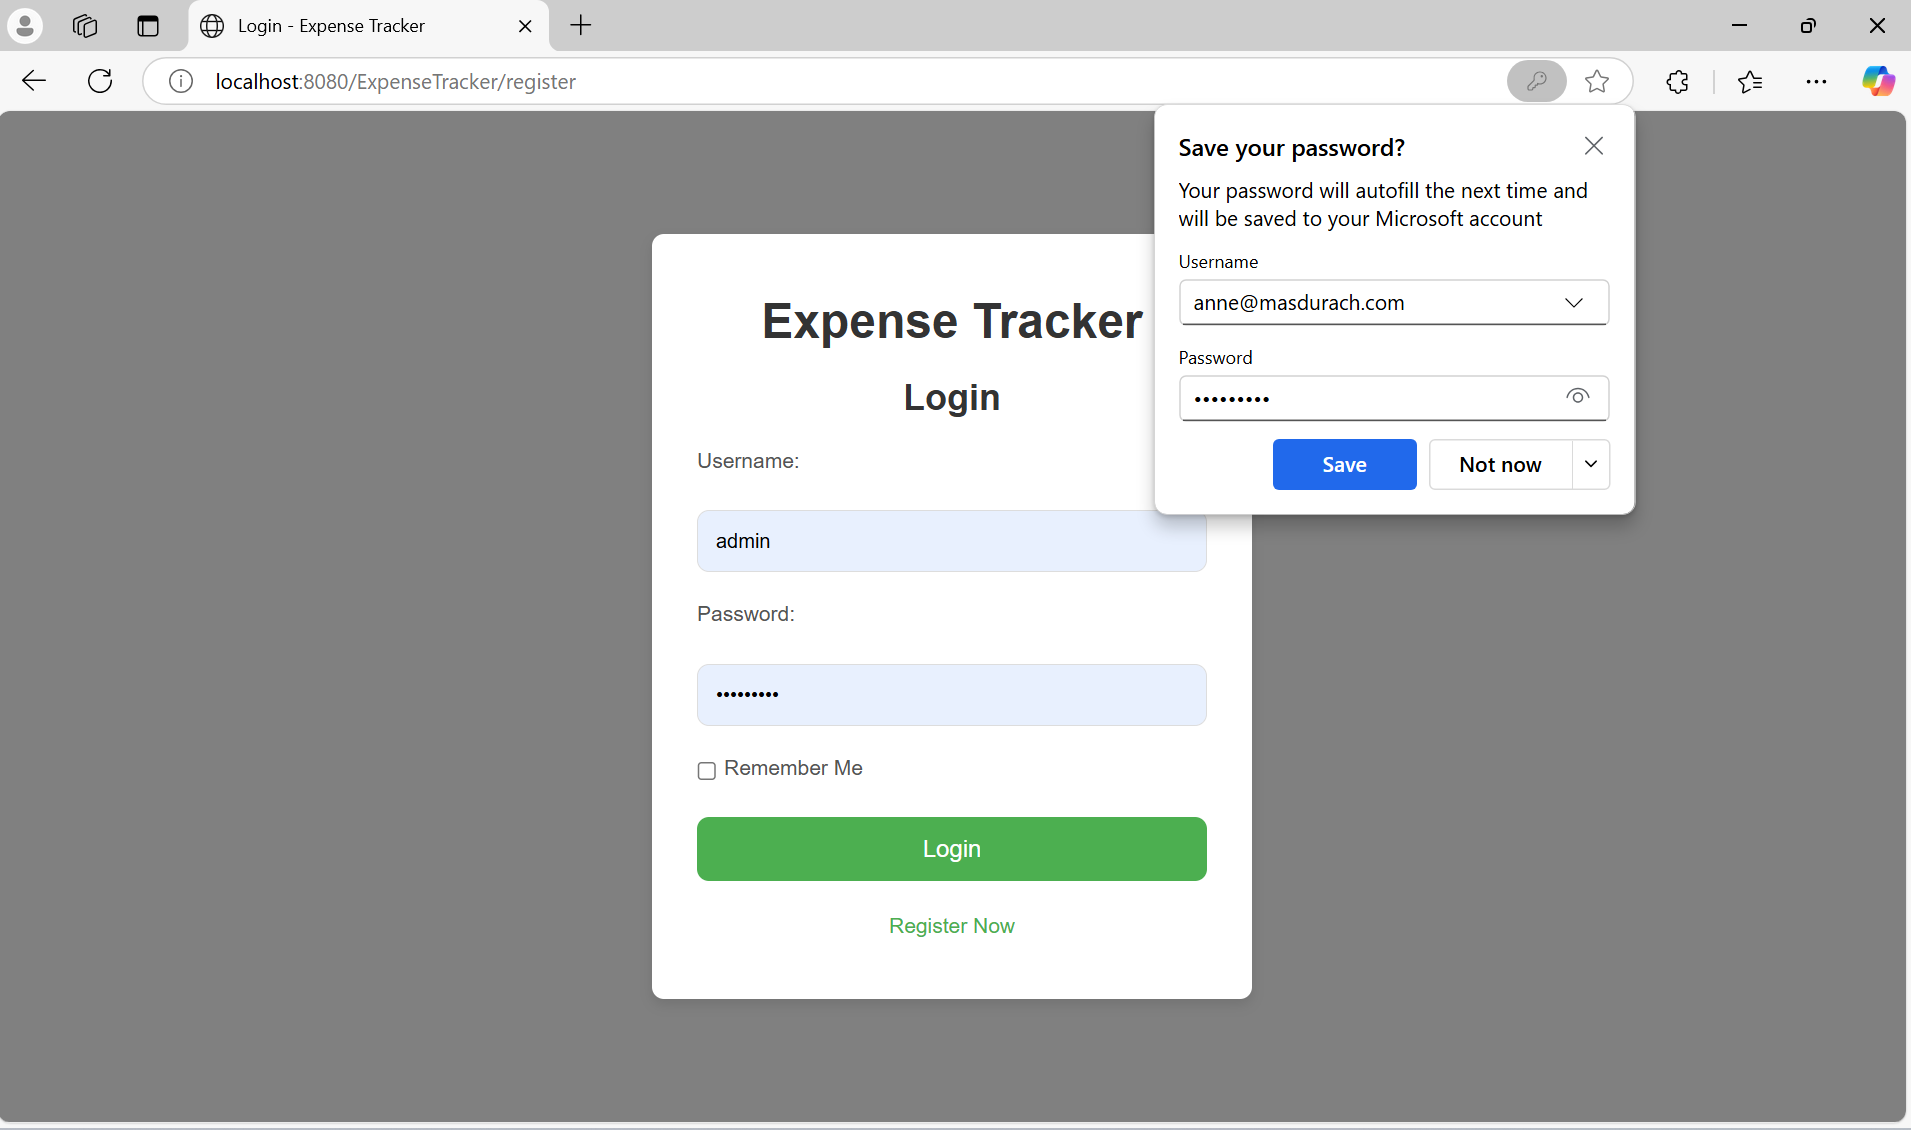 Login - Expense Tracker
localhost:8080/ExpenseTracker/register
Save your password?
Your password will autofill the next time and
will be saved to your Microsoft account
Username
anne@masdurach.com
Password
•••••••••
Save
Not now
Expense Tracker
Login
Username:
admin
Password:
•••••••••
Remember Me
Login
Register Now